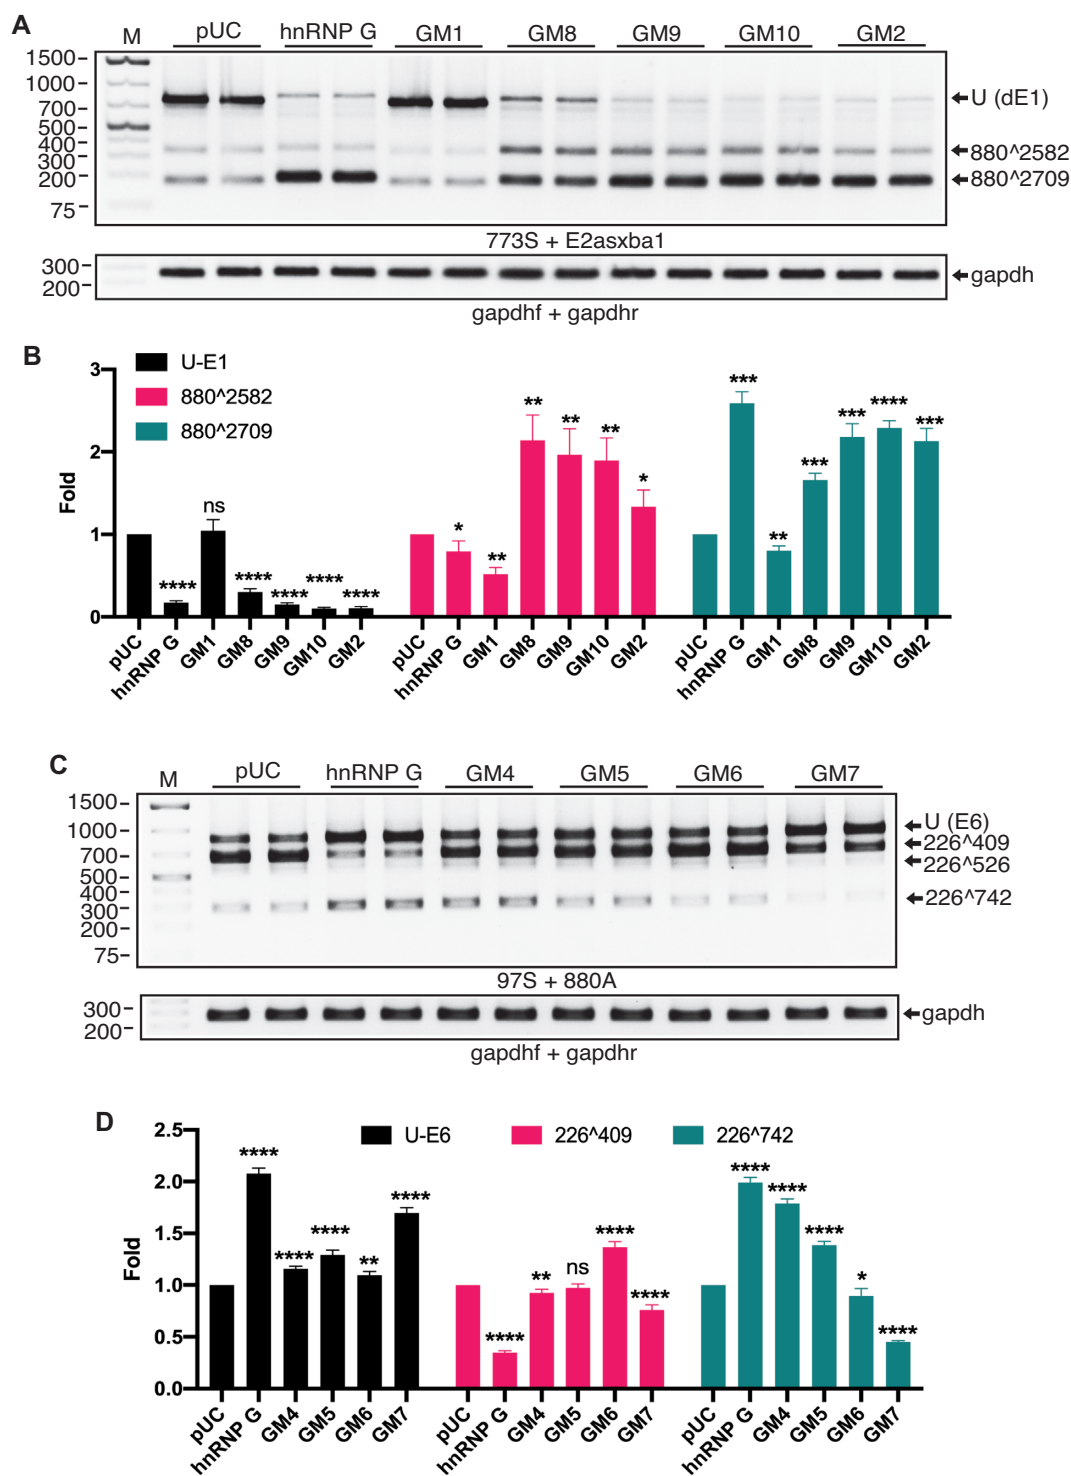 A
M pUC hnRNP G GM1 GM8 GM9 GM10 GM2
1500
1000
700
500
400
300
200
75
U (dE1)
880^2582
880^2709
773S + E2asxba1
300
200
gapdh
gapdhf + gapdhr
B
U-E1
880^2582
880^2709
Fold
3
2
1
0
**** ns **** **** **** ****
* ** ** ** ** *
*** ** *** *** **** ***
pUC hnRNP G GM1 GM8 GM9 GM10 GM2
pUC hnRNP G GM1 GM8 GM9 GM10 GM2
pUC hnRNP G GM1 GM8 GM9 GM10 GM2
C
M pUC hnRNP G GM4 GM5 GM6 GM7
1500
1000
700
500
400
300
200
75
U (E6)
226^409
226^526
226^742
97S + 880A
300
200
gapdh
gapdhf + gapdhr
D
U-E6 226^409 226^742
Fold
2.5
2.0
1.5
1.0
0.5
0.0
**** **** **** ** ****
**** ** ns **** ****
**** **** **** * ****
pUC hnRNP G GM4 GM5 GM6 GM7
pUC hnRNP G GM4 GM5 GM6 GM7
pUC hnRNP G GM4 GM5 GM6 GM7